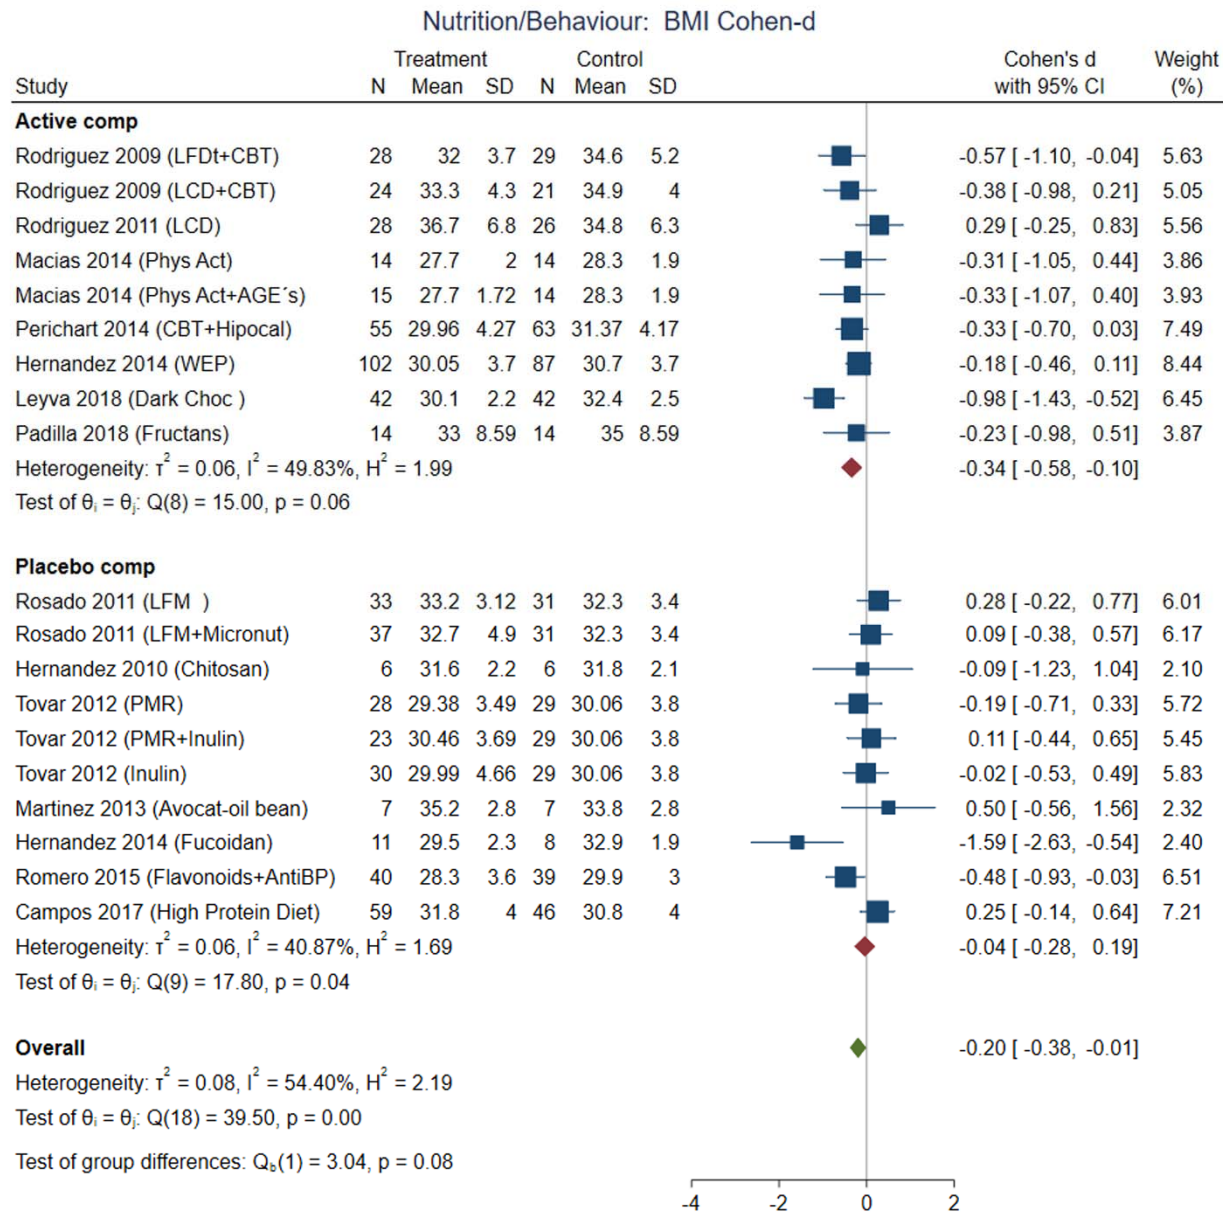 Nutrition/Behaviour: BMI Cohen-d
Treatment Control Cohen's d Weight
Study N Mean SD N Mean SD with 95% CI (%)
Active comp
Rodriguez 2009 (LFDt+CBT) 28 32 3.7 29 34.6 5.2 -0.57 [ -1.10, -0.04] 5.63
Rodriguez 2009 (LCD+CBT) 24 33.3 4.3 21 34.9 4 -0.38 [ -0.98, 0.21] 5.05
Rodriguez 2011 (LCD) 28 36.7 6.8 26 34.8 6.3 0.29 [ -0.25, 0.83] 5.56
Macias 2014 (Phys Act) 14 27.7 2 14 28.3 1.9 -0.31 [ -1.05, 0.44] 3.86
Macias 2014 (Phys Act+AGE´s) 15 27.7 1.72 14 28.3 1.9 -0.33 [ -1.07, 0.40] 3.93
Perichart 2014 (CBT+Hipocal) 55 29.96 4.27 63 31.37 4.17 -0.33 [ -0.70, 0.03] 7.49
Hernandez 2014 (WEP) 102 30.05 3.7 87 30.7 3.7 -0.18 [ -0.46, 0.11] 8.44
Leyva 2018 (Dark Choc ) 42 30.1 2.2 42 32.4 2.5 -0.98 [ -1.43, -0.52] 6.45
Padilla 2018 (Fructans) 14 33 8.59 14 35 8.59 -0.23 [ -0.98, 0.51] 3.87
Heterogeneity: τ² = 0.06, I² = 49.83%, H² = 1.99 -0.34 [ -0.58, -0.10]
Test of θᵢ = θⱼ: Q(8) = 15.00, p = 0.06
Placebo comp
Rosado 2011 (LFM ) 33 33.2 3.12 31 32.3 3.4 0.28 [ -0.22, 0.77] 6.01
Rosado 2011 (LFM+Micronut) 37 32.7 4.9 31 32.3 3.4 0.09 [ -0.38, 0.57] 6.17
Hernandez 2010 (Chitosan) 6 31.6 2.2 6 31.8 2.1 -0.09 [ -1.23, 1.04] 2.10
Tovar 2012 (PMR) 28 29.38 3.49 29 30.06 3.8 -0.19 [ -0.71, 0.33] 5.72
Tovar 2012 (PMR+Inulin) 23 30.46 3.69 29 30.06 3.8 0.11 [ -0.44, 0.65] 5.45
Tovar 2012 (Inulin) 30 29.99 4.66 29 30.06 3.8 -0.02 [ -0.53, 0.49] 5.83
Martinez 2013 (Avocat-oil bean) 7 35.2 2.8 7 33.8 2.8 0.50 [ -0.56, 1.56] 2.32
Hernandez 2014 (Fucoidan) 11 29.5 2.3 8 32.9 1.9 -1.59 [ -2.63, -0.54] 2.40
Romero 2015 (Flavonoids+AntiBP) 40 28.3 3.6 39 29.9 3 -0.48 [ -0.93, -0.03] 6.51
Campos 2017 (High Protein Diet) 59 31.8 4 46 30.8 4 0.25 [ -0.14, 0.64] 7.21
Heterogeneity: τ² = 0.06, I² = 40.87%, H² = 1.69 -0.04 [ -0.28, 0.19]
Test of θᵢ = θⱼ: Q(9) = 17.80, p = 0.04
Overall -0.20 [ -0.38, -0.01]
Heterogeneity: τ² = 0.08, I² = 54.40%, H² = 2.19
Test of θᵢ = θⱼ: Q(18) = 39.50, p = 0.00
Test of group differences: Q_b(1) = 3.04, p = 0.08
-4 -2 0 2